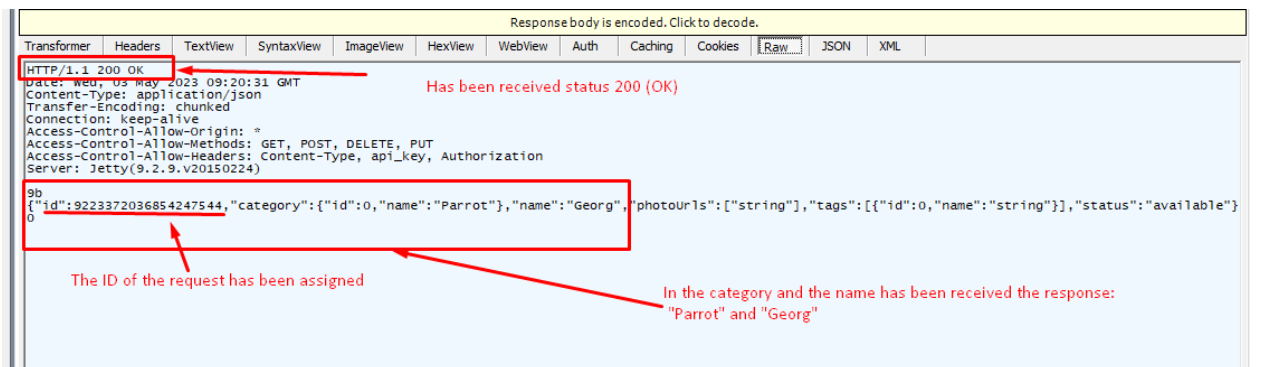 Response body is encoded. Click to decode.
Transformer Headers TextView SyntaxView ImageView HexView WebView Auth Caching Cookies Raw JSON XML
HTTP/1.1 200 OK
Date: Wed, 03 May 2023 09:20:31 GMT
Has been received status 200 (OK)
Content-Type: application/json
Transfer-Encoding: chunked
Connection: keep-alive
Access-Control-Allow-Origin: *
Access-Control-Allow-Methods: GET, POST, DELETE, PUT
Access-Control-Allow-Headers: Content-Type, api_key, Authorization
Server: Jetty(9.2.9.v20150224)
9b
{"id":9223372036854247544,"category":{"id":0,"name":"Parrot"},"name":"Georg","photoUrls":["string"],"tags":[{"id":0,"name":"string"}],"status":"available"}
0
The ID of the request has been assigned
In the category and the name has been received the response:
"Parrot" and "Georg"